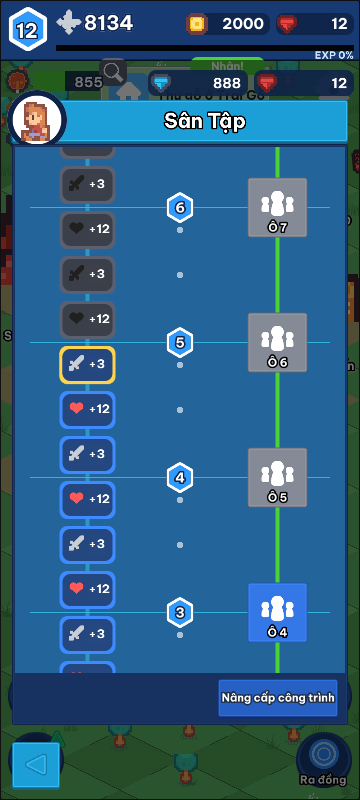 12
8134
2000
12
EXP 0%
Nhận!
855
888
12
Sân Tập
+3
6
Ô 7
+12
+3
+12
5
Ô 6
+3
+12
+3
4
Ô 5
+12
+3
+12
3
Ô 4
+3
Nâng cấp công trình
Ra đồng